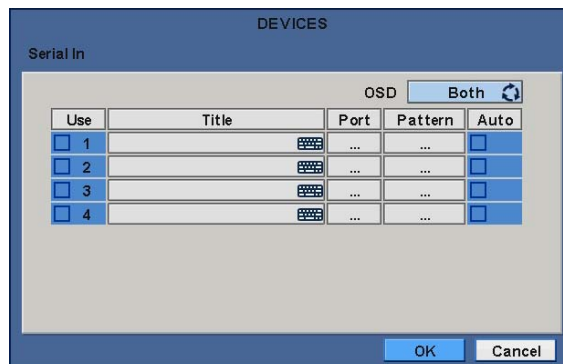 DEVICES
Serial In
OSD Both
Use Title Port Pattern Auto
1 ... ...
2 ... ...
3 ... ...
4 ... ...
OK Cancel